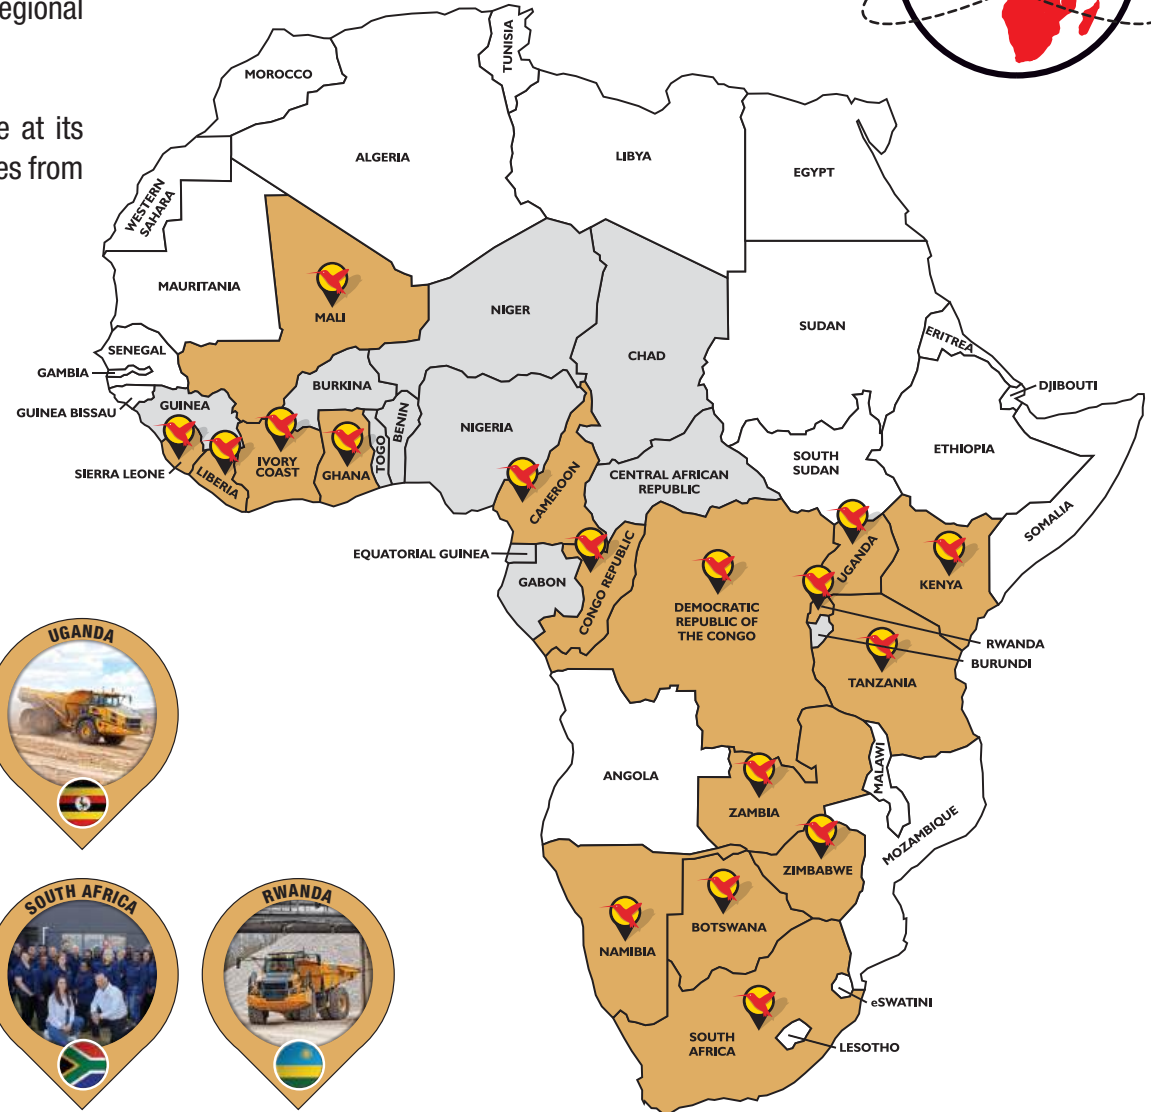 egional
e at its
es from
TUNISIA
MOROCCO
ALGERIA
LIBYA
EGYPT
WESTERN
SAHARA
MAURITANIA
MALI
NIGER
CHAD
SUDAN
ERITREA
SENEGAL
GAMBIA
DJIBOUTI
GUINEA BISSAU
GUINEA
BURKINA
BENIN
TOGO
NIGERIA
SIERRA LEONE
LIBERIA
IVORY
COAST
GHANA
CAMEROON
CENTRAL AFRICAN
REPUBLIC
SOUTH
SUDAN
ETHIOPIA
SOMALIA
EQUATORIAL GUINEA
GABON
CONGO REPUBLIC
DEMOCRATIC
REPUBLIC OF
THE CONGO
UGANDA
KENYA
RWANDA
BURUNDI
TANZANIA
ANGOLA
ZAMBIA
MALAWI
MOZAMBIQUE
ZIMBABWE
NAMIBIA
BOTSWANA
eSWATINI
SOUTH
AFRICA
LESOTHO
UGANDA
SOUTH AFRICA
RWANDA